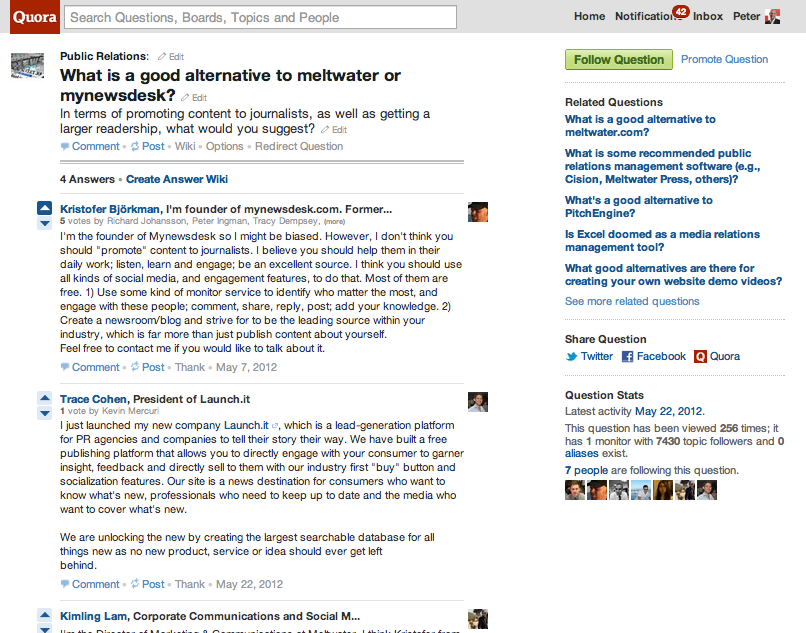 Quora
Search Questions, Boards, Topics and People
Home Notifications 42 Inbox Peter
Public Relations: Edit
What is a good alternative to meltwater or
mynewsdesk? Edit
In terms of promoting content to journalists, as well as getting a
larger readership, what would you suggest? Edit
Comment • Post • Wiki • Options • Redirect Question
4 Answers • Create Answer Wiki
Kristofer Björkman, I'm founder of mynewsdesk.com. Former...
5 votes by Richard Johansson, Peter Ingman, Tracy Dempsey, (more)
I'm the founder of Mynewsdesk so I might be biased. However, I don't think you
should "promote" content to journalists. I believe you should help them in their
daily work; listen, learn and engage; be an excellent source. I think you should use
all kinds of social media, and engagement features, to do that. Most of them are
free. 1) Use some kind of monitor service to identify who matter the most, and
engage with these people; comment, share, reply, post; add your knowledge. 2)
Create a newsroom/blog and strive for to be the leading source within your
industry, which is far more than just publish content about yourself.
Feel free to contact me if you would like to talk about it.
Comment • Post • Thank • May 7, 2012
Trace Cohen, President of Launch.it
1 vote by Kevin Mercuri
I just launched my new company Launch.it, which is a lead-generation platform
for PR agencies and companies to tell their story their way. We have built a free
publishing platform that allows you to directly engage with your consumer to garner
insight, feedback and directly sell to them with our industry first "buy" button and
socialization features. Our site is a news destination for consumers who want to
know what's new, professionals who need to keep up to date and the media who
want to cover what's new.
We are unlocking the new by creating the largest searchable database for all
things new as no new product, service or idea should ever get left
behind.
Comment • Post • Thank • May 22, 2012
Kimling Lam, Corporate Communications and Social M...
Follow Question Promote Question
Related Questions
What is a good alternative to
meltwater.com?
What is some recommended public
relations management software (e.g.,
Cision, Meltwater Press, others)?
What's a good alternative to
PitchEngine?
Is Excel doomed as a media relations
management tool?
What good alternatives are there for
creating your own website demo videos?
See more related questions
Share Question
Twitter Facebook Quora
Question Stats
Latest activity May 22, 2012.
This question has been viewed 256 times; it
has 1 monitor with 7430 topic followers and 0
aliases exist.
7 people are following this question.